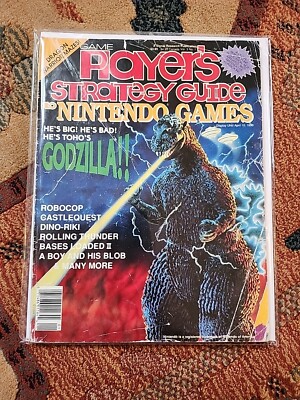 GAME
PLAYER'S
STRATEGY GUIDE
TO NINTENDO GAMES
HE'S BIG! HE'S BAD!
HE'S TOHO'S
GODZILLA!!
ROBOCOP
CASTLEQUEST
DINO-RIKI
ROLLING THUNDER
BASES LOADED II
A BOY AND HIS BLOB
MANY MORE